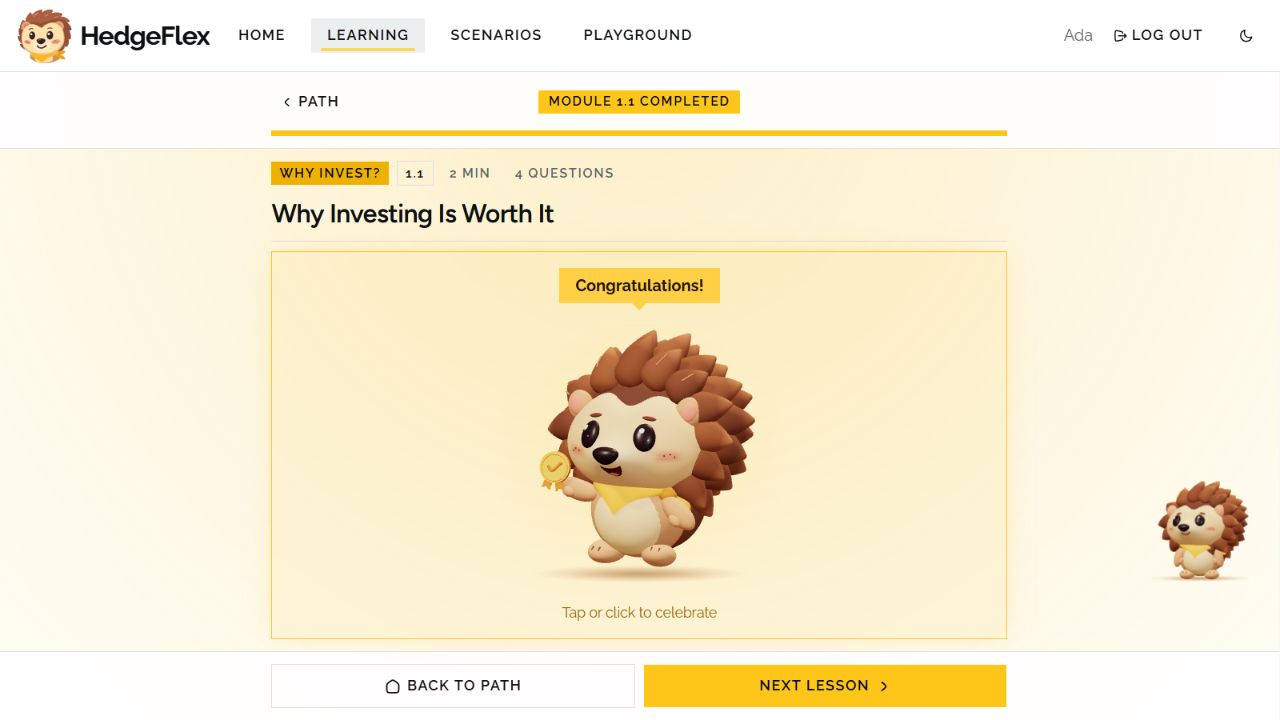 HedgeFlex HOME LEARNING SCENARIOS PLAYGROUND Ada LOG OUT
PATH MODULE 1.1 COMPLETED
WHY INVEST? 1.1 2 MIN 4 QUESTIONS
Why Investing Is Worth It
Congratulations!
Tap or click to celebrate
BACK TO PATH NEXT LESSON